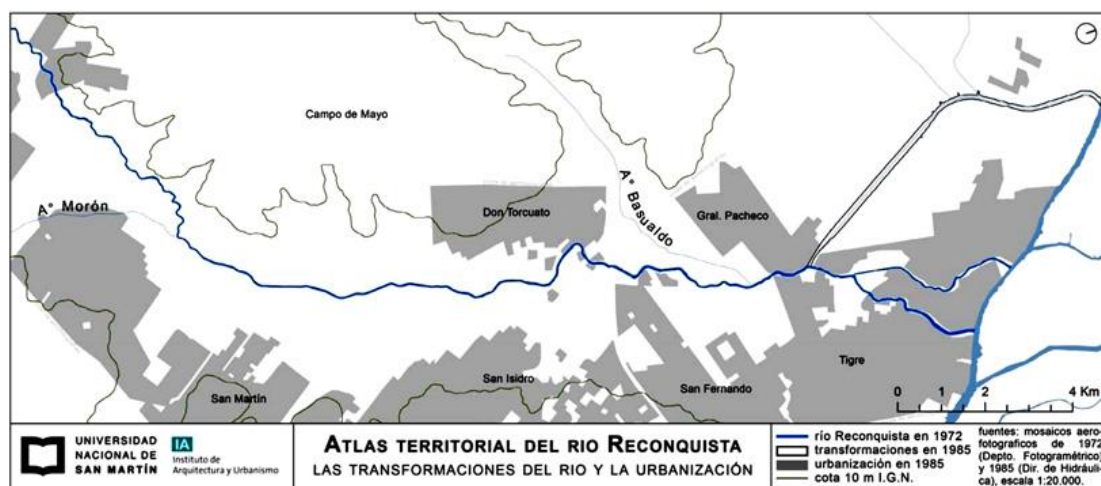 Campo de Mayo
A° Morón
Don Torcuato
A° Basualdo
Gral. Pacheco
San Martín
San Isidro
San Fernando
Tigre
0 1 2 4 Km
UNIVERSIDAD
NACIONAL DE
SAN MARTÍN
IA
Instituto de
Arquitectura y Urbanismo
ATLAS TERRITORIAL DEL RIO RECONQUISTA
LAS TRANSFORMACIONES DEL RIO Y LA URBANIZACIÓN
río Reconquista en 1972
transformaciones en 1985
urbanización en 1985
cota 10 m I.G.N.
fuentes: mosaicos aero-
fotograficos de 1972
(Depto. Fotogramétrico)
y 1985 (Dir. de Hidráuli-
ca), escala 1:20.000.